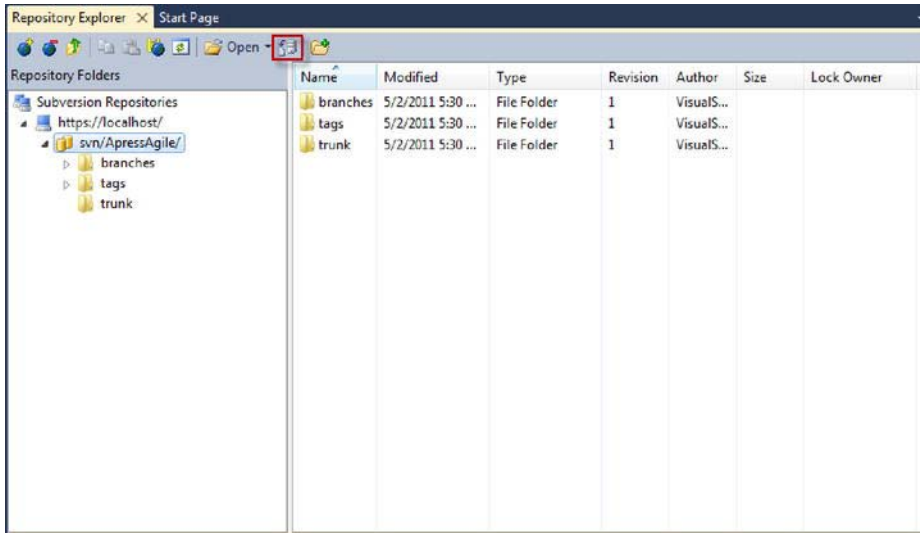 Repository Explorer Start Page
Open
Repository Folders
Subversion Repositories
https://localhost/
svn/ApressAgile/
branches
tags
trunk
Name Modified Type Revision Author Size Lock Owner
branches 5/2/2011 5:30 ... File Folder 1 VisualS...
tags 5/2/2011 5:30 ... File Folder 1 VisualS...
trunk 5/2/2011 5:30 ... File Folder 1 VisualS...